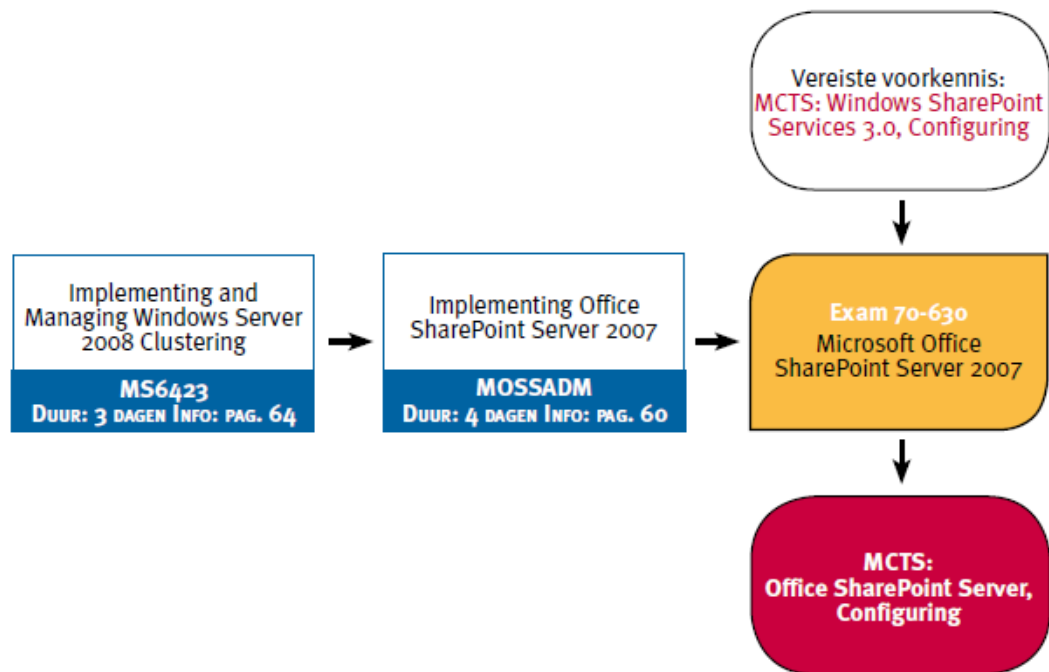 Vereiste voorkennis:
MCTS: Windows SharePoint
Services 3.0, Configuring
Implementing and
Managing Windows Server
2008 Clustering
MS6423
Duur: 3 dagen Info: pag. 64
Implementing Office
SharePoint Server 2007
MOSSADM
Duur: 4 dagen Info: pag. 60
Exam 70-630
Microsoft Office
SharePoint Server 2007
MCTS:
Office SharePoint Server,
Configuring